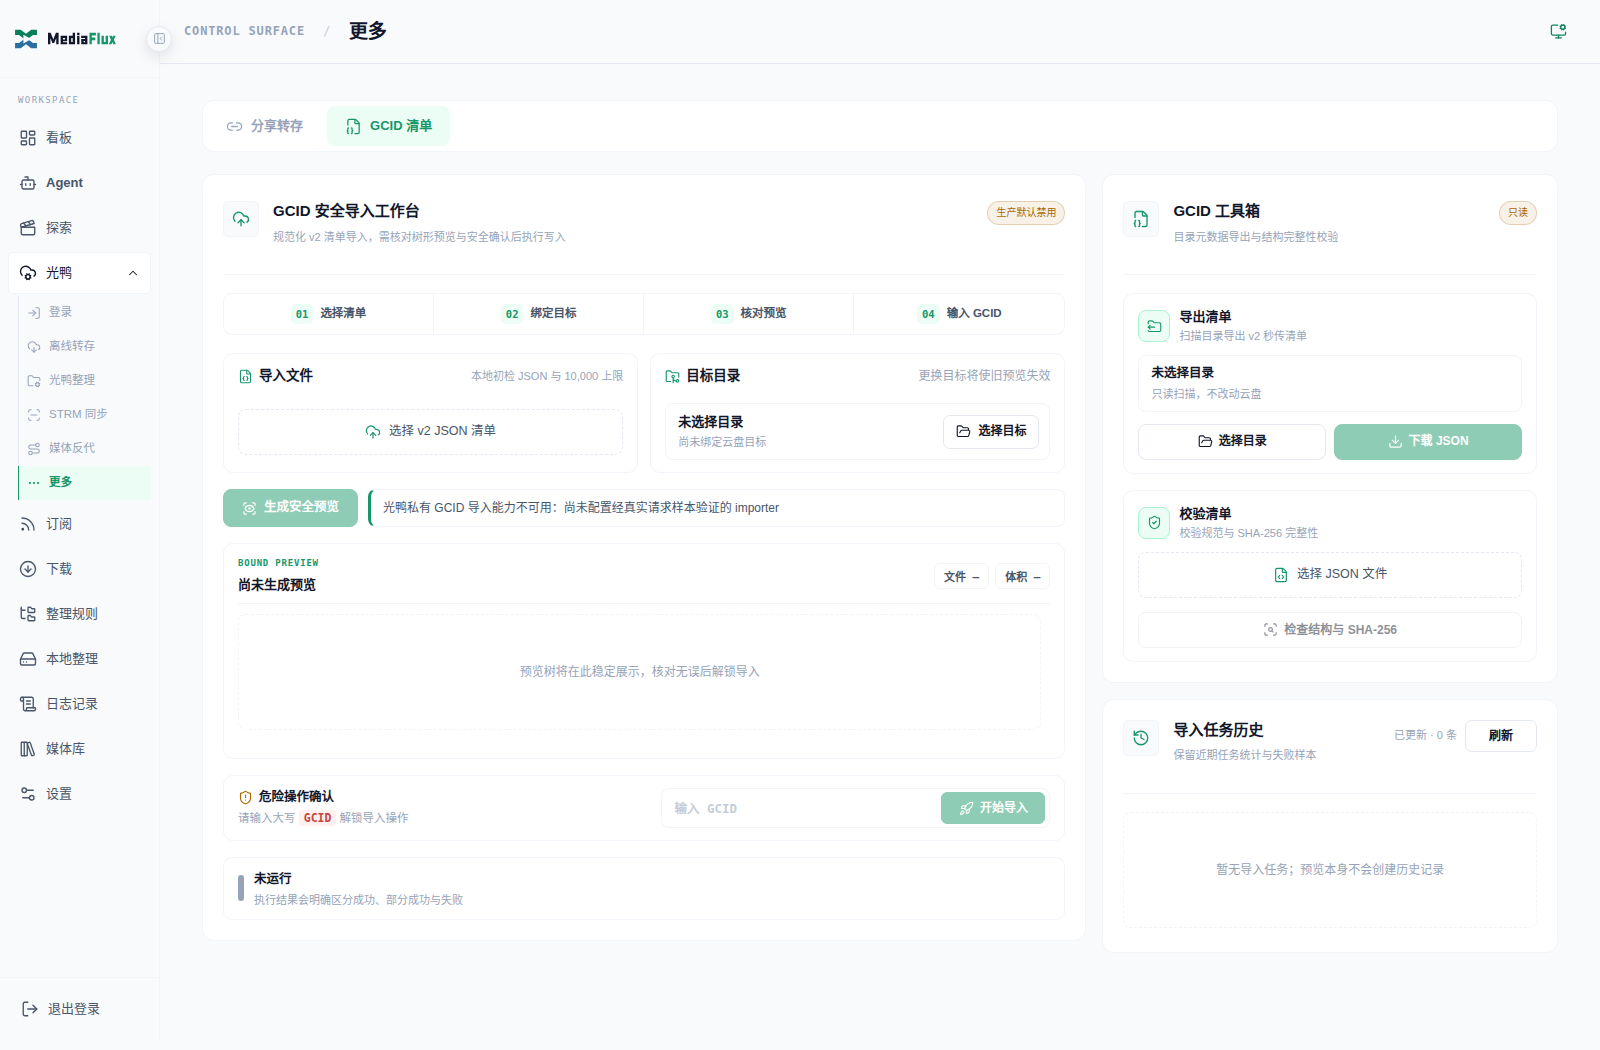 MediaFlux
CONTROL SURFACE / 更多
WORKSPACE
看板
Agent
探索
光鸭
登录
离线转存
光鸭整理
STRM 同步
媒体反代
更多
订阅
下载
整理规则
本地整理
日志记录
媒体库
设置
退出登录
分享转存
GCID 清单
GCID 安全导入工作台
规范化 v2 清单导入，需核对树形预览与安全确认后执行写入
生产默认禁用
01 选择清单
02 绑定目标
03 核对预览
04 输入 GCID
导入文件
本地初检 JSON 与 10,000 上限
选择 v2 JSON 清单
目标目录
更换目标将使旧预览失效
未选择目录
尚未绑定云盘目标
选择目标
生成安全预览
光鸭私有 GCID 导入能力不可用：尚未配置经真实请求样本验证的 importer
BOUND PREVIEW
尚未生成预览
文件 –
体积 –
预览树将在此稳定展示，核对无误后解锁导入
危险操作确认
请输入大写 GCID 解锁导入操作
输入 GCID
开始导入
未运行
执行结果会明确区分成功、部分成功与失败
GCID 工具箱
目录元数据导出与结构完整性校验
只读
导出清单
扫描目录导出 v2 秒传清单
未选择目录
只读扫描，不改动云盘
选择目录
下载 JSON
校验清单
校验规范与 SHA-256 完整性
选择 JSON 文件
检查结构与 SHA-256
导入任务历史
保留近期任务统计与失败样本
已更新 · 0 条
刷新
暂无导入任务；预览本身不会创建历史记录